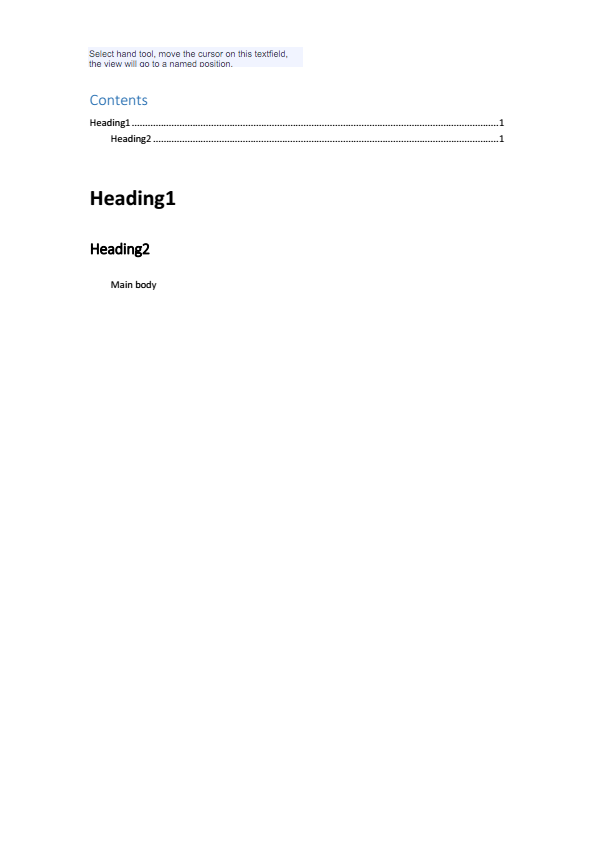 Select hand tool, move the cursor on this textfield,
the view will go to a named position.
Contents
Heading1 ........................................................................................................................................ 1
Heading2 ................................................................................................................................ 1
Heading1
Heading2
Main body